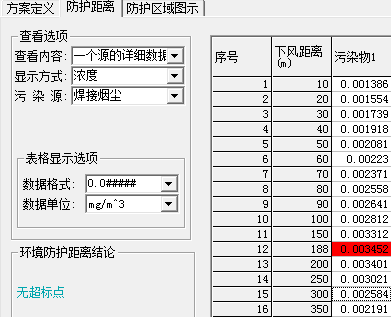 方案定义 防护距离 防护区域图示
查看选项
查看内容: 一个源的详细数据
显示方式: 浓度
污 染 源: 焊接烟尘
表格显示选项
数据格式: 0.0#####
数据单位: mg/m^3
环境防护距离结论
无超标点
序号 下风距离(m) 污染物1
1 10 0.001386
2 20 0.001554
3 30 0.001739
4 40 0.001918
5 50 0.002081
6 60 0.00223
7 70 0.002371
8 80 0.002558
9 90 0.002641
10 100 0.002812
11 150 0.003312
12 188 0.003452
13 200 0.003401
14 250 0.003021
15 300 0.002584
16 350 0.002191